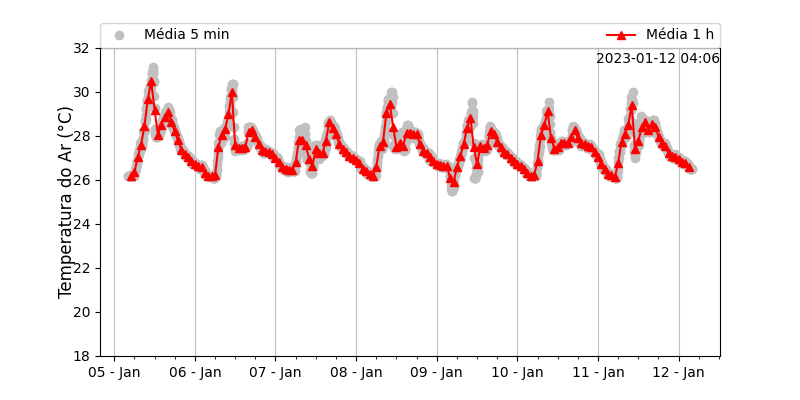 Média 5 min
Média 1 h
2023-01-12 04:06
Temperatura do Ar (°C)
32
30
28
26
24
22
20
18
05 - Jan
06 - Jan
07 - Jan
08 - Jan
09 - Jan
10 - Jan
11 - Jan
12 - Jan